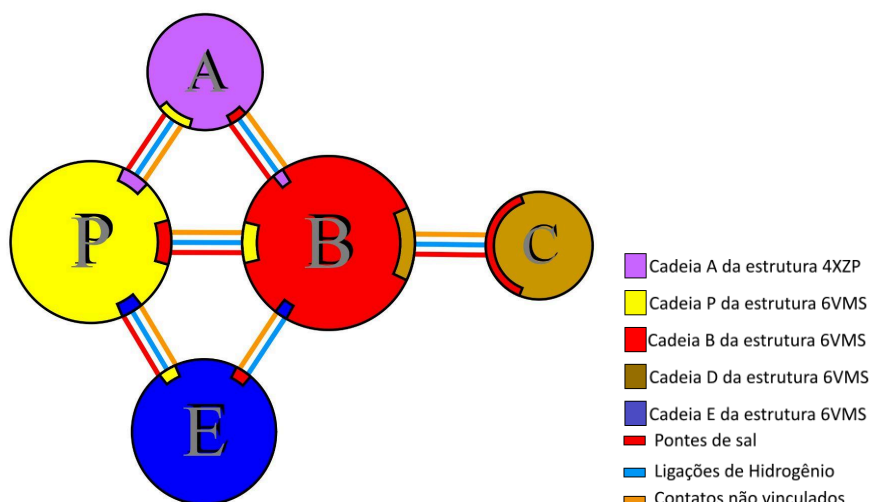 A
P
B
C
E
Cadeia A da estrutura 4XZP
Cadeia P da estrutura 6VMS
Cadeia B da estrutura 6VMS
Cadeia D da estrutura 6VMS
Cadeia E da estrutura 6VMS
Pontes de sal
Ligações de Hidrogênio
Contatos não vinculados